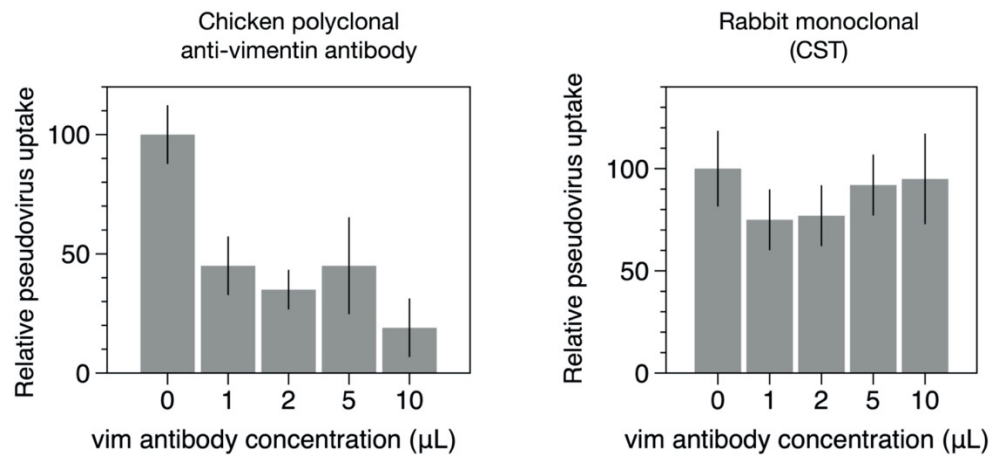 Chicken polyclonal
anti-vimentin antibody
Relative pseudovirus uptake
100
50
0
0 1 2 5 10
vim antibody concentration (μL)
Rabbit monoclonal
(CST)
Relative pseudovirus uptake
100
50
0
0 1 2 5 10
vim antibody concentration (μL)